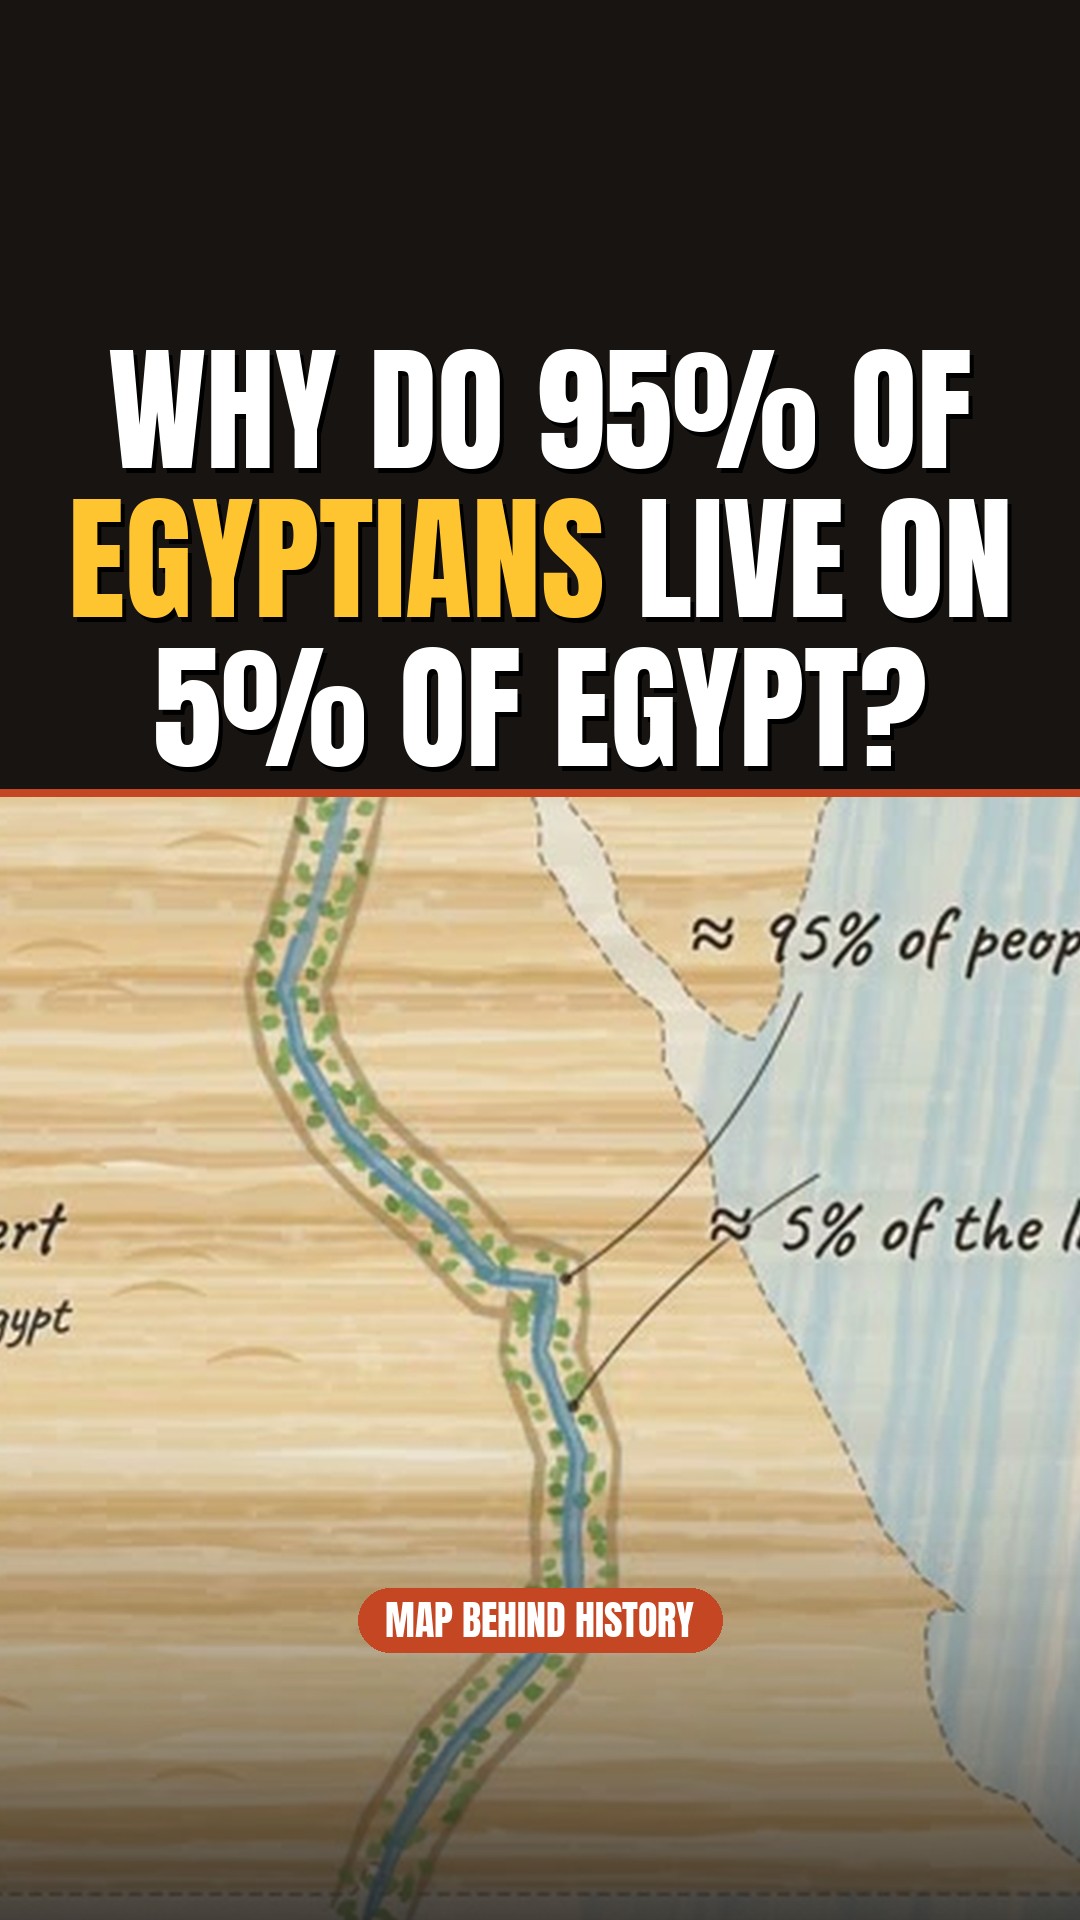 WHY DO 95% OF
EGYPTIANS LIVE ON
5% OF EGYPT?
≈ 95% of peop
≈ 5% of the l
ert
gypt
MAP BEHIND HISTORY